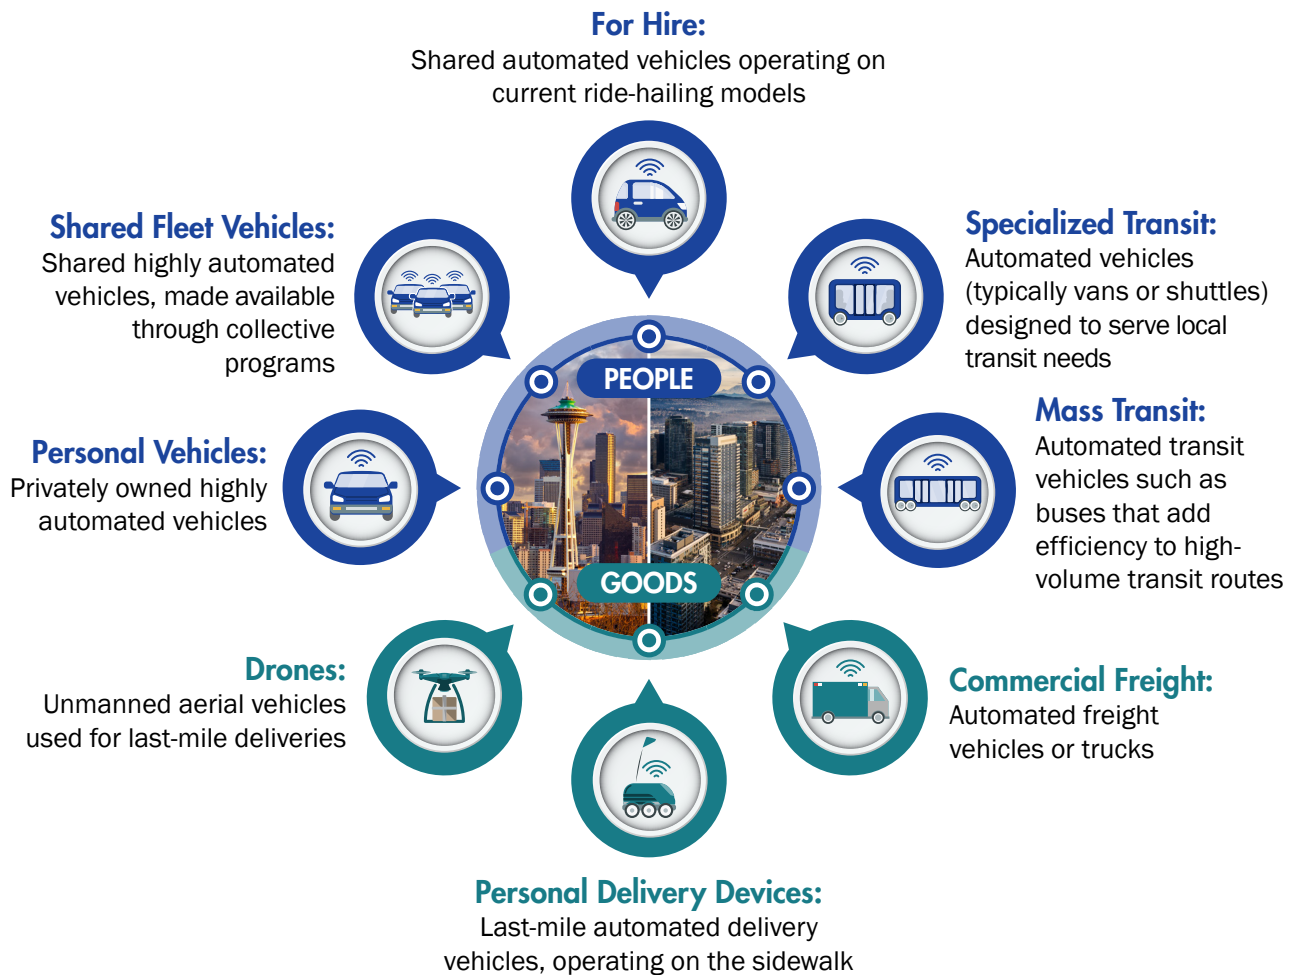 For Hire:
Shared automated vehicles operating on
current ride-hailing models
Shared Fleet Vehicles:
Shared highly automated
vehicles, made available
through collective
programs
Specialized Transit:
Automated vehicles
(typically vans or shuttles)
designed to serve local
transit needs
PEOPLE
Personal Vehicles:
Privately owned highly
automated vehicles
Mass Transit:
Automated transit
vehicles such as
buses that add
efficiency to high-
volume transit routes
GOODS
Drones:
Unmanned aerial vehicles
used for last-mile deliveries
Commercial Freight:
Automated freight
vehicles or trucks
Personal Delivery Devices:
Last-mile automated delivery
vehicles, operating on the sidewalk